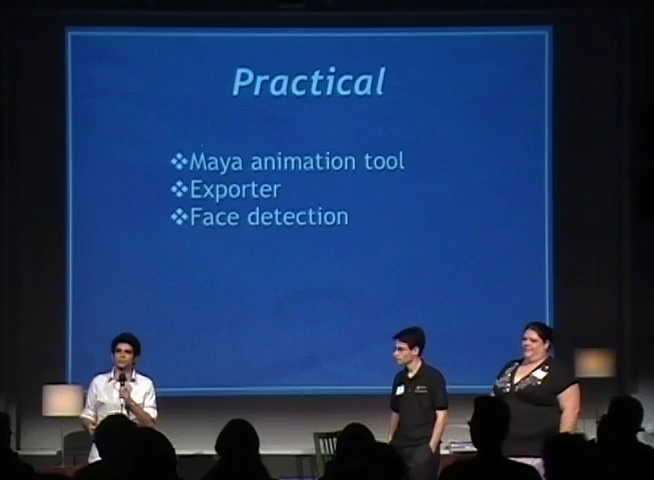 Practical
❖Maya animation tool
❖Exporter
❖Face detection